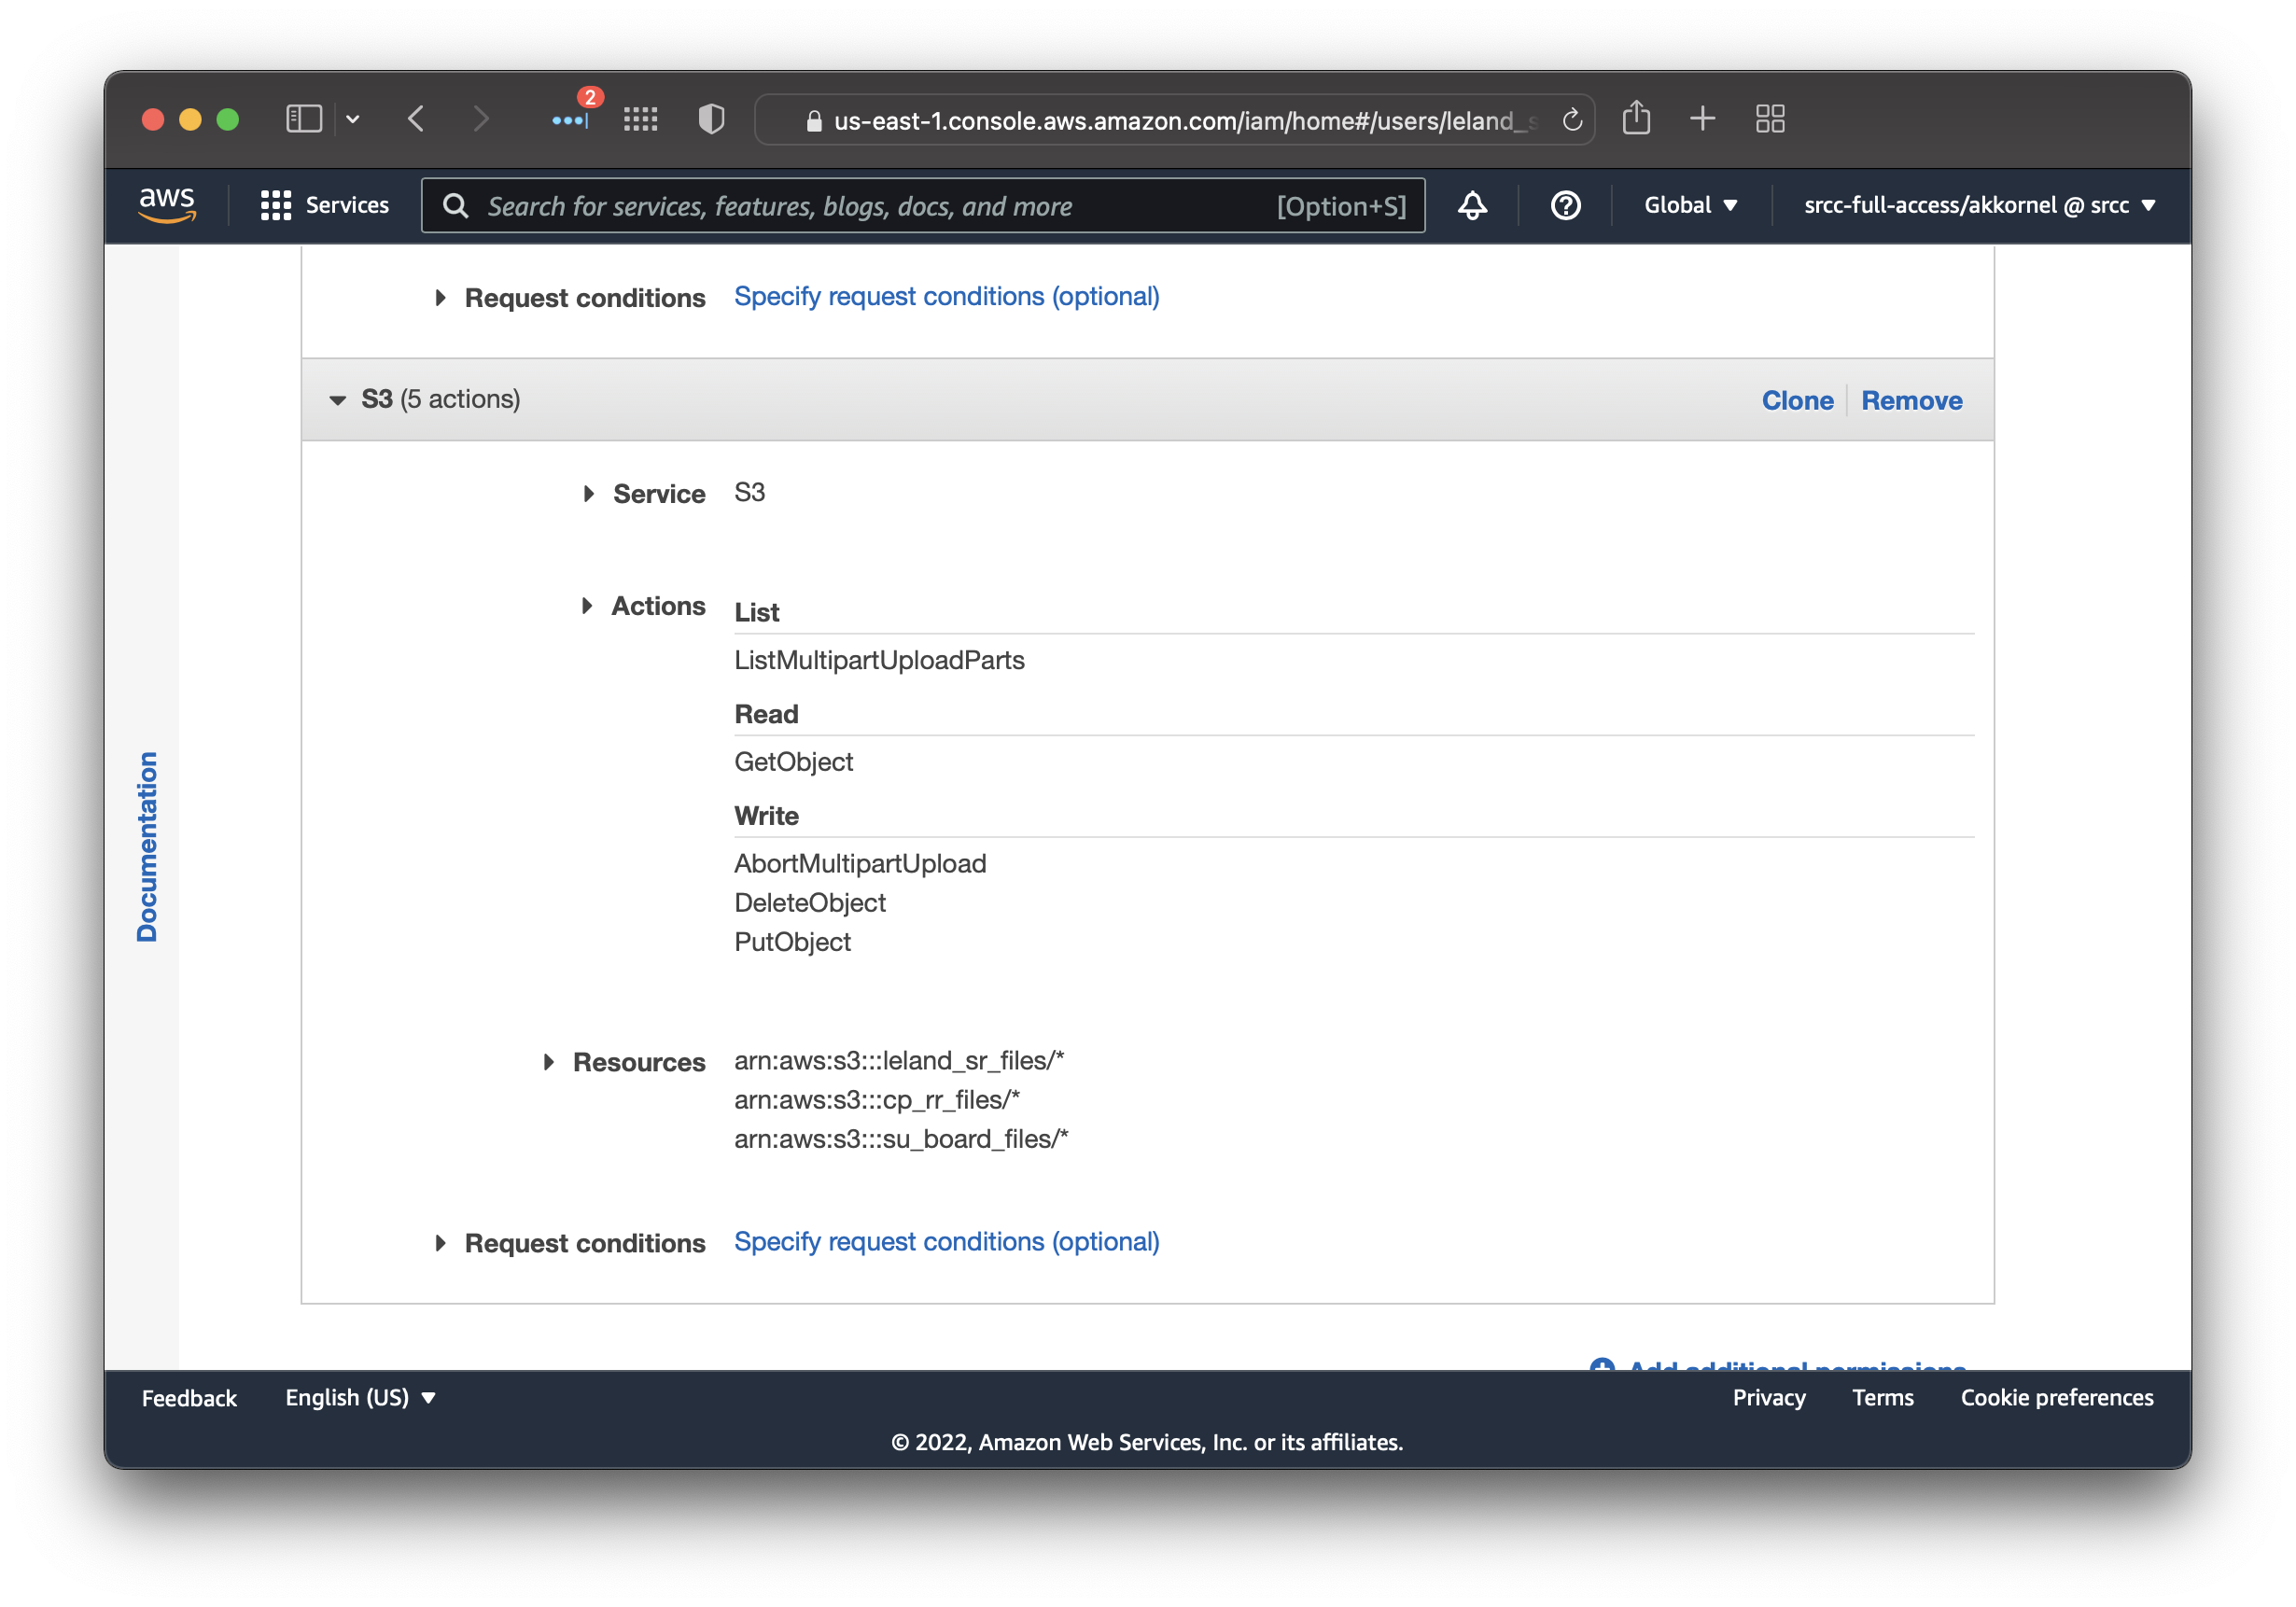 2
us-east-1.console.aws.amazon.com/iam/home#/users/leland_s
aws
Services
Search for services, features, blogs, docs, and more [Option+S]
Global
srcc-full-access/akkornel @ srcc
Request conditions Specify request conditions (optional)
S3 (5 actions) Clone Remove
Service S3
Actions List
ListMultipartUploadParts
Read
GetObject
Write
AbortMultipartUpload
DeleteObject
PutObject
Documentation
Resources arn:aws:s3:::leland_sr_files/*
arn:aws:s3:::cp_rr_files/*
arn:aws:s3:::su_board_files/*
Request conditions Specify request conditions (optional)
Add additional permissions
Feedback English (US) Privacy Terms Cookie preferences
© 2022, Amazon Web Services, Inc. or its affiliates.